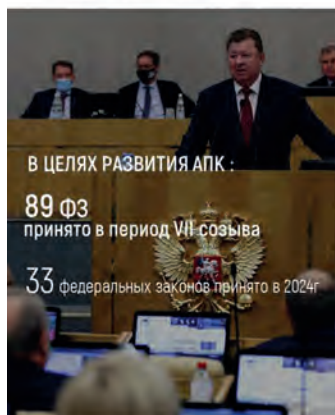 В ЦЕЛЯХ РАЗВИТИЯ АПК :
89 ФЗ
принято в период VII созыва
33 федеральных законов принято в 2024г